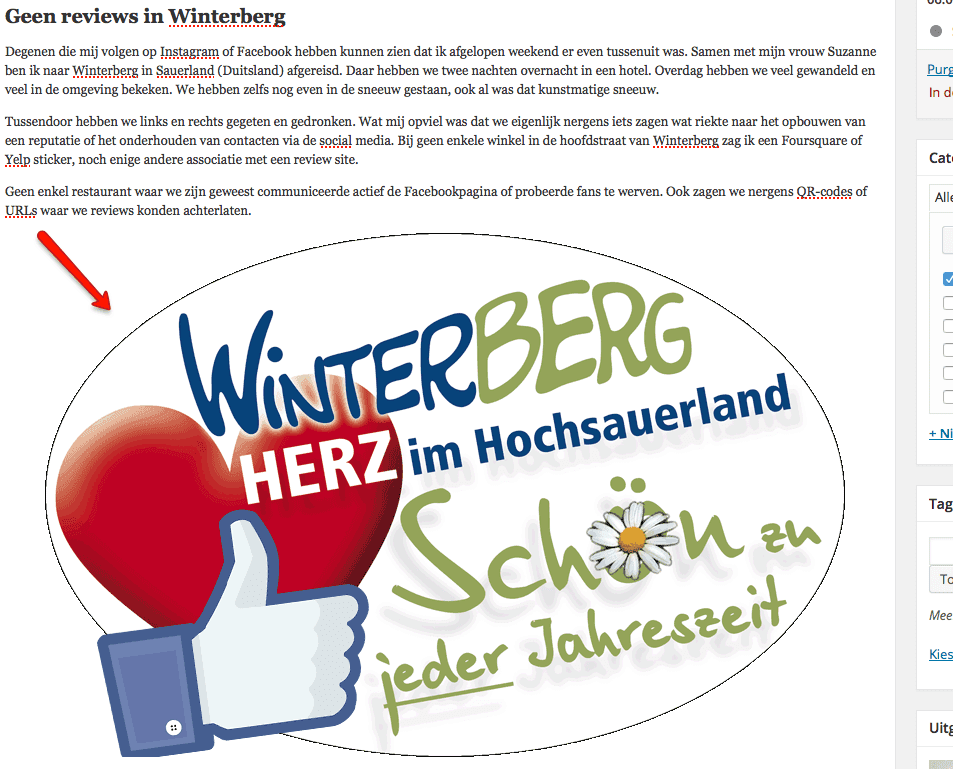 Geen reviews in Winterberg
Degenen die mij volgen op Instagram of Facebook hebben kunnen zien dat ik afgelopen weekend er even tussenuit was. Samen met mijn vrouw Suzanne
ben ik naar Winterberg in Sauerland (Duitsland) afgereisd. Daar hebben we twee nachten overnacht in een hotel. Overdag hebben we veel gewandeld en
veel in de omgeving bekeken. We hebben zelfs nog even in de sneeuw gestaan, ook al was dat kunstmatige sneeuw.
Tussendoor hebben we links en rechts gegeten en gedronken. Wat mij opviel was dat we eigenlijk nergens iets zagen wat riekte naar het opbouwen van
een reputatie of het onderhouden van contacten via de social media. Bij geen enkele winkel in de hoofdstraat van Winterberg zag ik een Foursquare of
Yelp sticker, noch enige andere associatie met een review site.
Geen enkel restaurant waar we zijn geweest communiceerde actief de Facebookpagina of probeerde fans te werven. Ook zagen we nergens QR-codes of
URLs waar we reviews konden achterlaten.
WINTERBERG
HERZ im Hochsauerland
Schön zu
jeder Jahreszeit
Purg
In d
Cate
Alle
+ Ni
Tag
To
Mee
Kies
Uitg